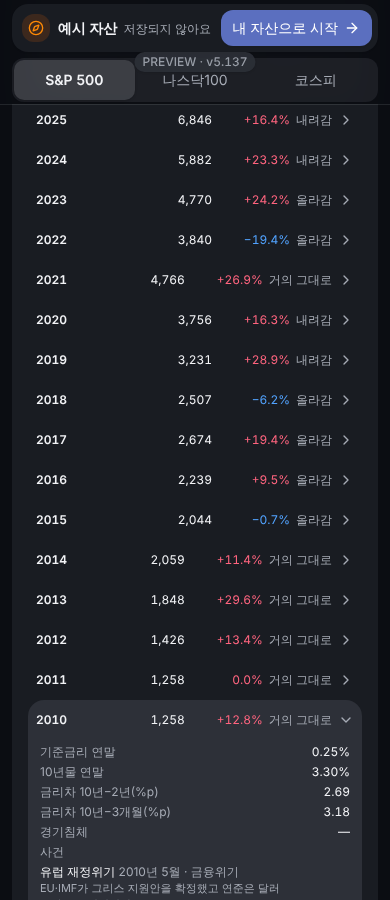 예시 자산 저장되지 않아요 내 자산으로 시작 →
PREVIEW · v5.137
S&P 500 나스닥100 코스피
2025 6,846 +16.4% 내려감
2024 5,882 +23.3% 내려감
2023 4,770 +24.2% 올라감
2022 3,840 −19.4% 올라감
2021 4,766 +26.9% 거의 그대로
2020 3,756 +16.3% 내려감
2019 3,231 +28.9% 내려감
2018 2,507 −6.2% 올라감
2017 2,674 +19.4% 올라감
2016 2,239 +9.5% 올라감
2015 2,044 −0.7% 올라감
2014 2,059 +11.4% 거의 그대로
2013 1,848 +29.6% 거의 그대로
2012 1,426 +13.4% 거의 그대로
2011 1,258 0.0% 거의 그대로
2010 1,258 +12.8% 거의 그대로
기준금리 연말 0.25%
10년물 연말 3.30%
금리차 10년−2년(%p) 2.69
금리차 10년−3개월(%p) 3.18
경기침체 —
사건
유럽 재정위기 2010년 5월 · 금융위기
EU·IMF가 그리스 지원안을 확정했고 연준은 달러